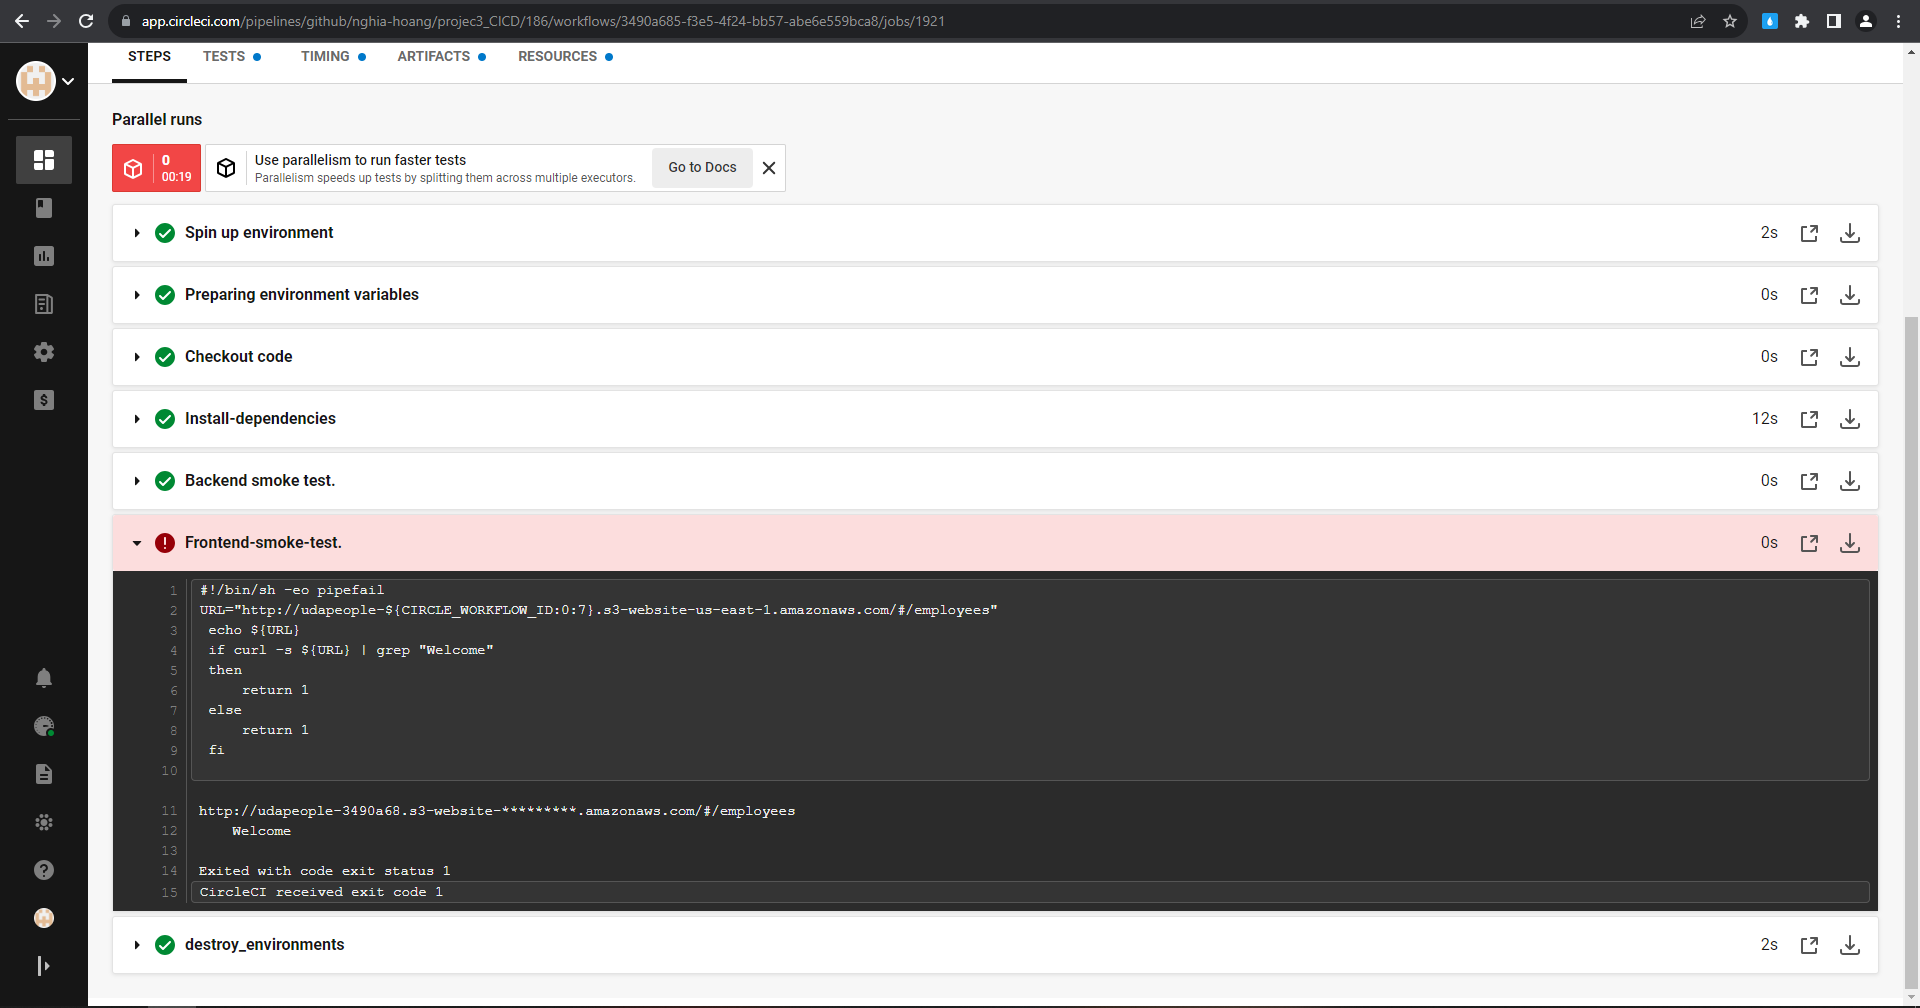 app.circleci.com/pipelines/github/nghia-hoang/projec3_CICD/186/workflows/3490a685-f3e5-4f24-bb57-abe6e559bca8/jobs/1921
STEPS TESTS TIMING ARTIFACTS RESOURCES
Parallel runs
0
00:19
Use parallelism to run faster tests
Parallelism speeds up tests by splitting them across multiple executors.
Go to Docs
Spin up environment 2s
Preparing environment variables 0s
Checkout code 0s
Install-dependencies 12s
Backend smoke test. 0s
Frontend-smoke-test. 0s
1 #!/bin/sh -eo pipefail
2 URL="http://udapeople-${CIRCLE_WORKFLOW_ID:0:7}.s3-website-us-east-1.amazonaws.com/#/employees"
3 echo ${URL}
4 if curl -s ${URL} | grep "Welcome"
5 then
6 return 1
7 else
8 return 1
9 fi
10
11 http://udapeople-3490a68.s3-website-*********.amazonaws.com/#/employees
12 Welcome
13
14 Exited with code exit status 1
15 CircleCI received exit code 1
destroy_environments 2s